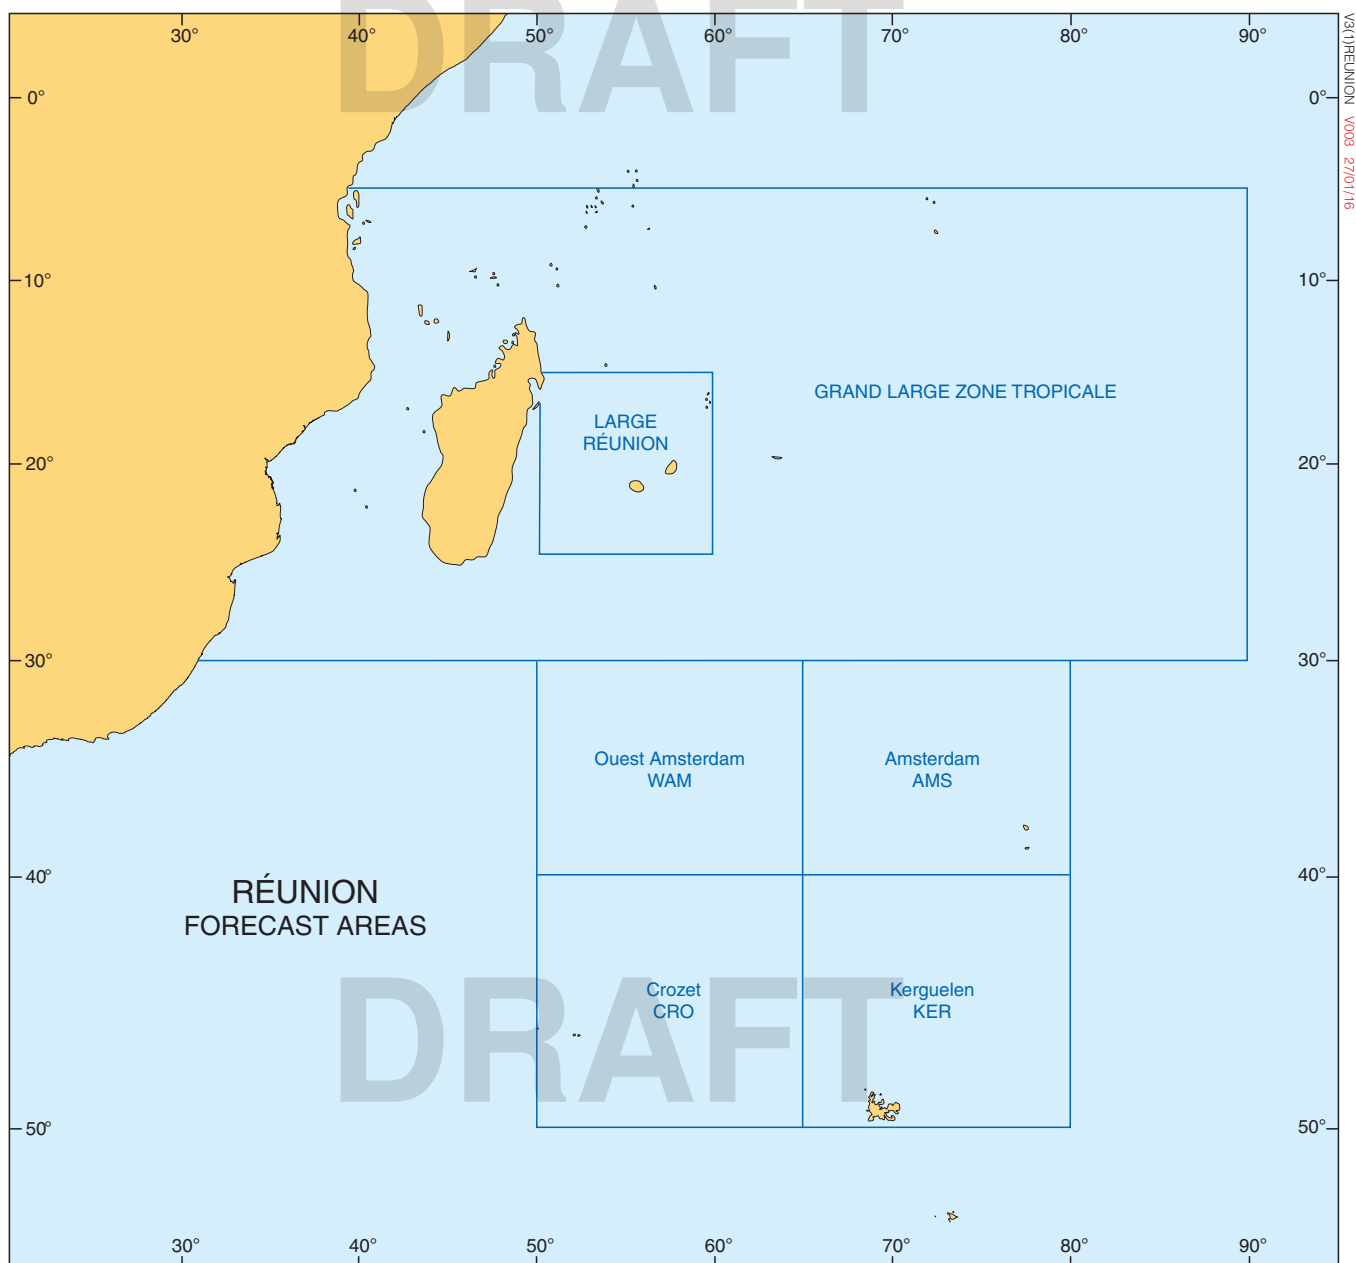 DRAFT
30° 40° 50° 60° 70° 80° 90°
V3(1)REUNION V003 27/01/16
0° 0°
10° 10°
GRAND LARGE ZONE TROPICALE
LARGE
RÉUNION
20° 20°
30° 30°
Ouest Amsterdam
WAM
Amsterdam
AMS
40° 40°
RÉUNION
FORECAST AREAS
DRAFT
Crozet
CRO
Kerguelen
KER
50° 50°
30° 40° 50° 60° 70° 80° 90°